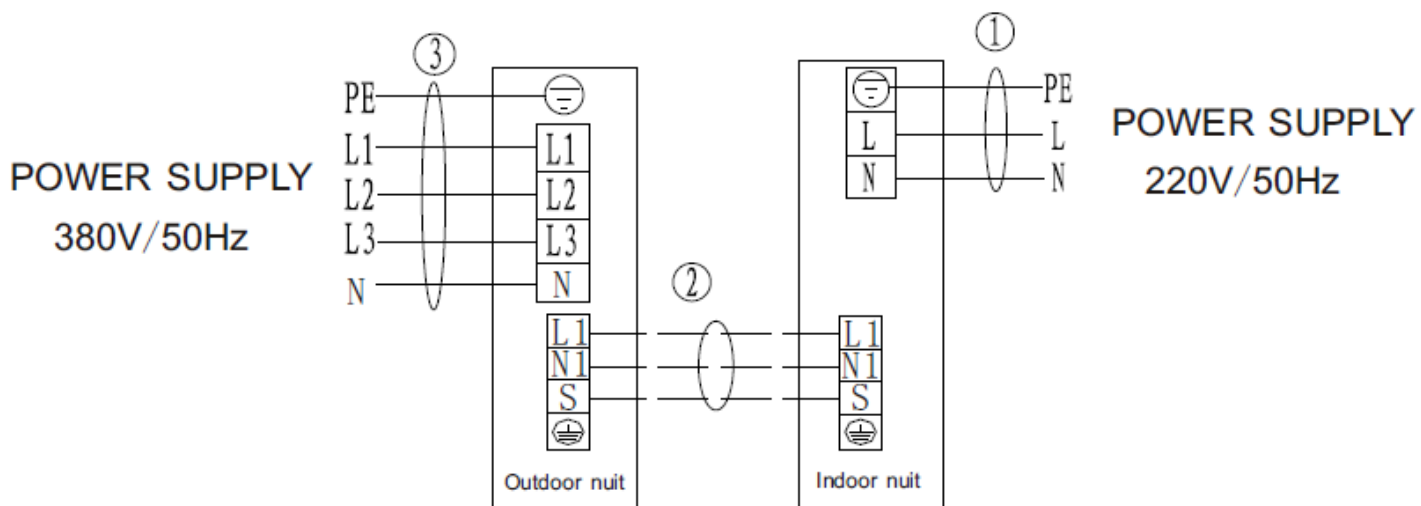 ③
①
PE
PE
L1
L1
L
L
POWER SUPPLY
POWER SUPPLY
L2
L2
N
N
380V/50Hz
220V/50Hz
L3
L3
N
N
②
L1
L1
N1
N1
S
S
Outdoor nuit
Indoor nuit